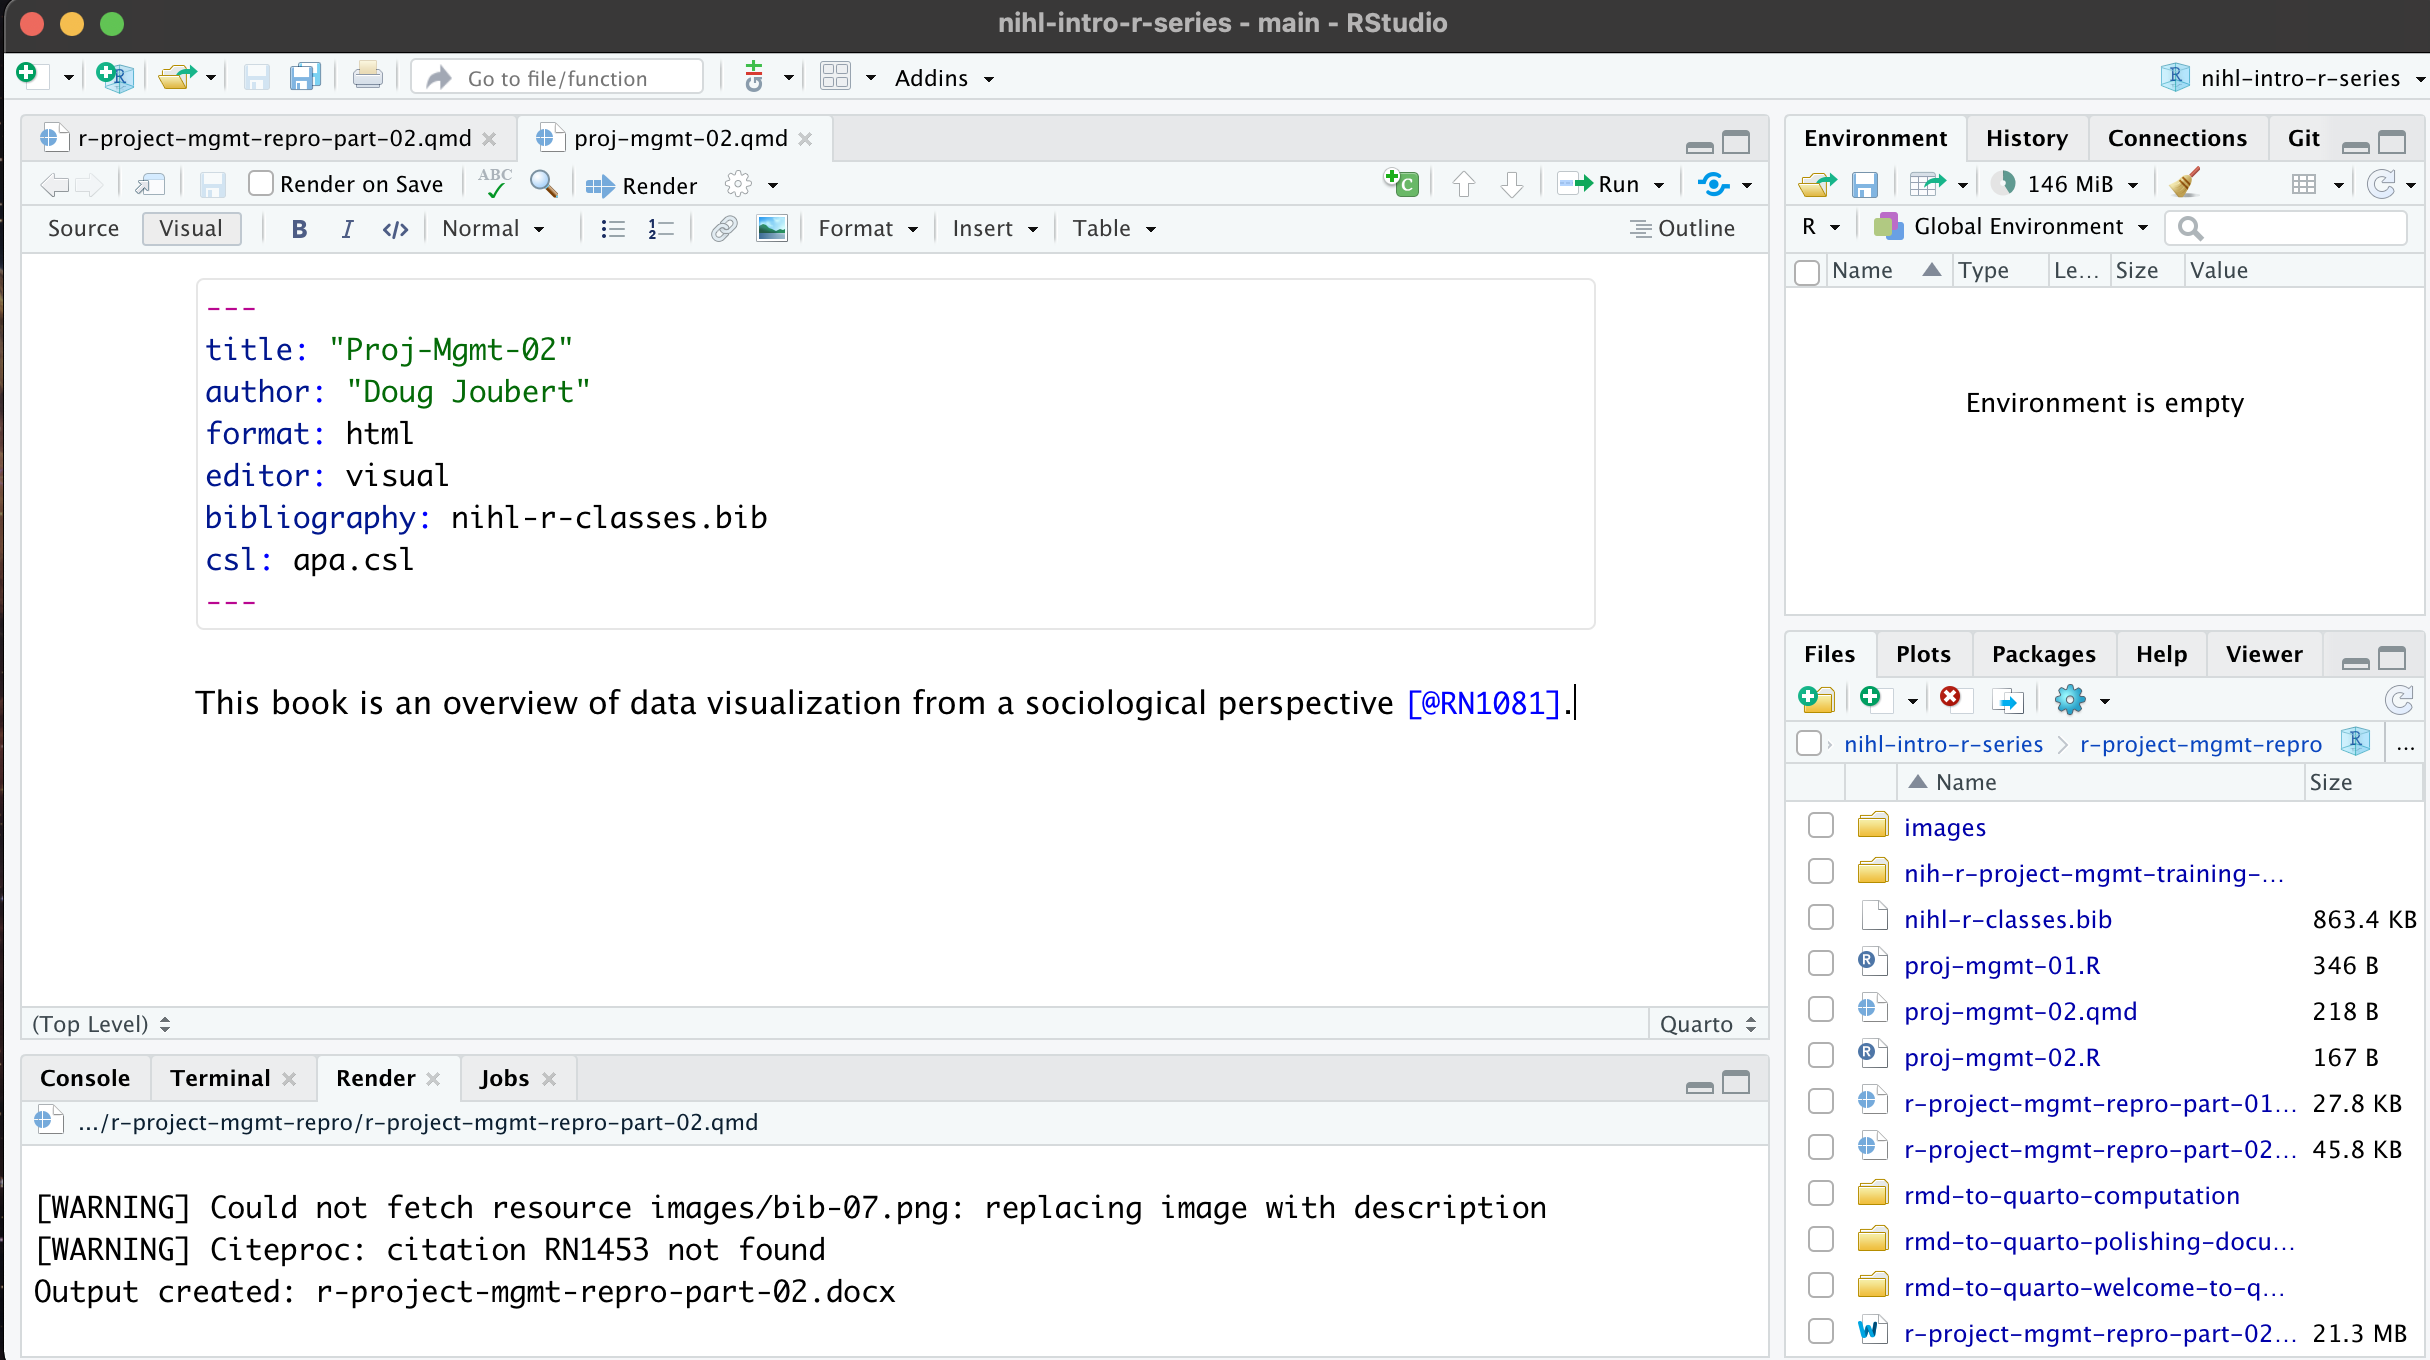 nihl-intro-r-series - main - RStudio
Go to file/function
Addins
nihl-intro-r-series
r-project-mgmt-repro-part-02.qmd
proj-mgmt-02.qmd
Render on Save
ABC
Render
C
Run
Source
Visual
B
I
</>
Normal
Format
Insert
Table
Outline
---
title: "Proj-Mgmt-02"
author: "Doug Joubert"
format: html
editor: visual
bibliography: nihl-r-classes.bib
csl: apa.csl
---
This book is an overview of data visualization from a sociological perspective [@RN1081].
(Top Level)
Quarto
Console
Terminal
Render
Jobs
.../r-project-mgmt-repro/r-project-mgmt-repro-part-02.qmd
[WARNING] Could not fetch resource images/bib-07.png: replacing image with description
[WARNING] Citeproc: citation RN1453 not found
Output created: r-project-mgmt-repro-part-02.docx
Environment
History
Connections
Git
146 MiB
R
Global Environment
Name
Type
Le...
Size
Value
Environment is empty
Files
Plots
Packages
Help
Viewer
nihl-intro-r-series
r-project-mgmt-repro
...
Name
Size
images
nih-r-project-mgmt-training-...
nihl-r-classes.bib 863.4 KB
proj-mgmt-01.R 346 B
proj-mgmt-02.qmd 218 B
proj-mgmt-02.R 167 B
r-project-mgmt-repro-part-01... 27.8 KB
r-project-mgmt-repro-part-02... 45.8 KB
rmd-to-quarto-computation
rmd-to-quarto-polishing-docu...
rmd-to-quarto-welcome-to-q...
r-project-mgmt-repro-part-02... 21.3 MB